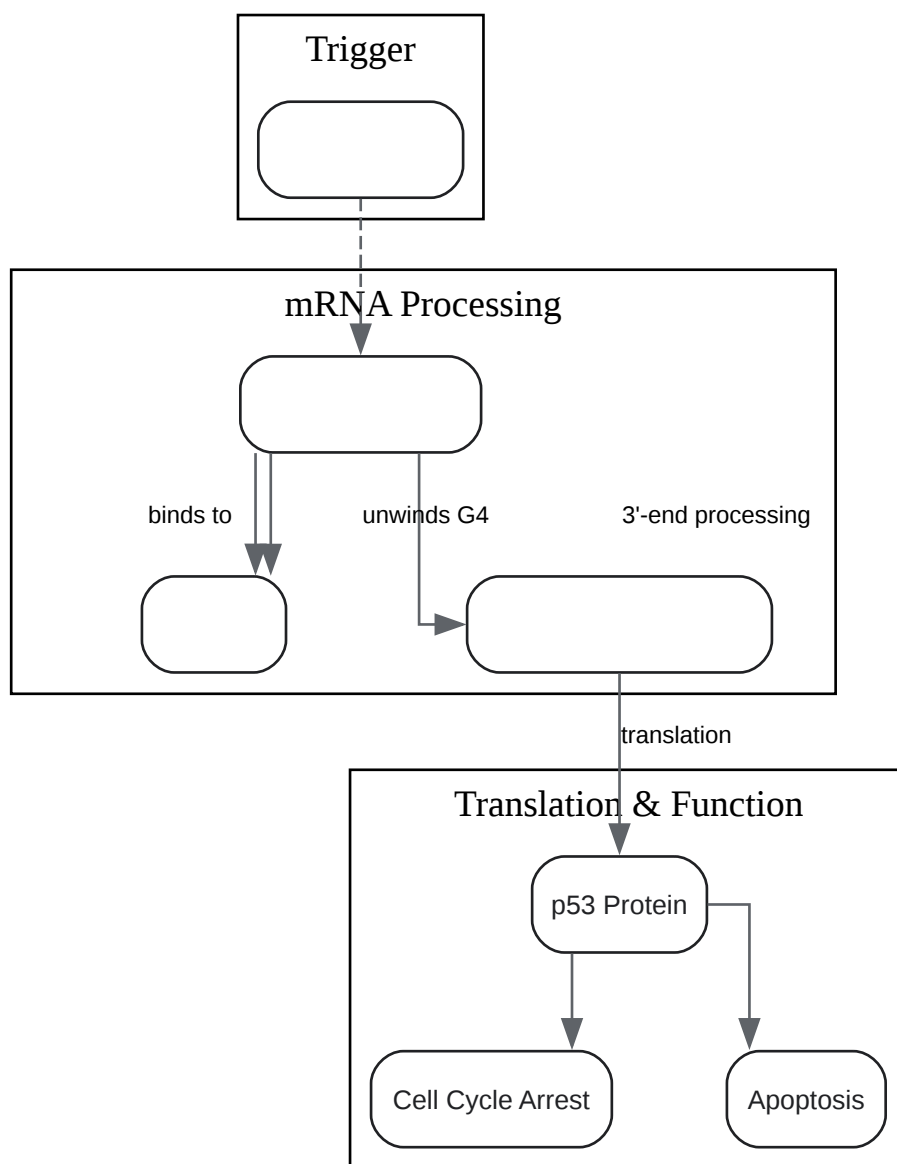 Trigger
mRNA Processing
binds to
unwinds G4
3'-end processing
translation
Translation & Function
p53 Protein
Cell Cycle Arrest
Apoptosis